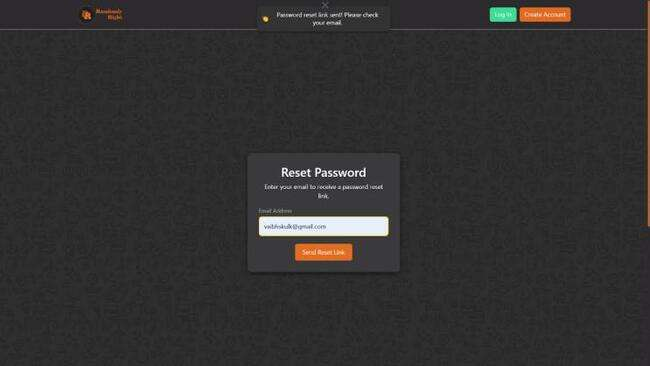 Randomly
Right
Password reset link sent! Please check
your email.
Log In
Create Account
Reset Password
Enter your email to receive a password reset
link.
Email Address
vaibhskulk@gmail.com
Send Reset Link